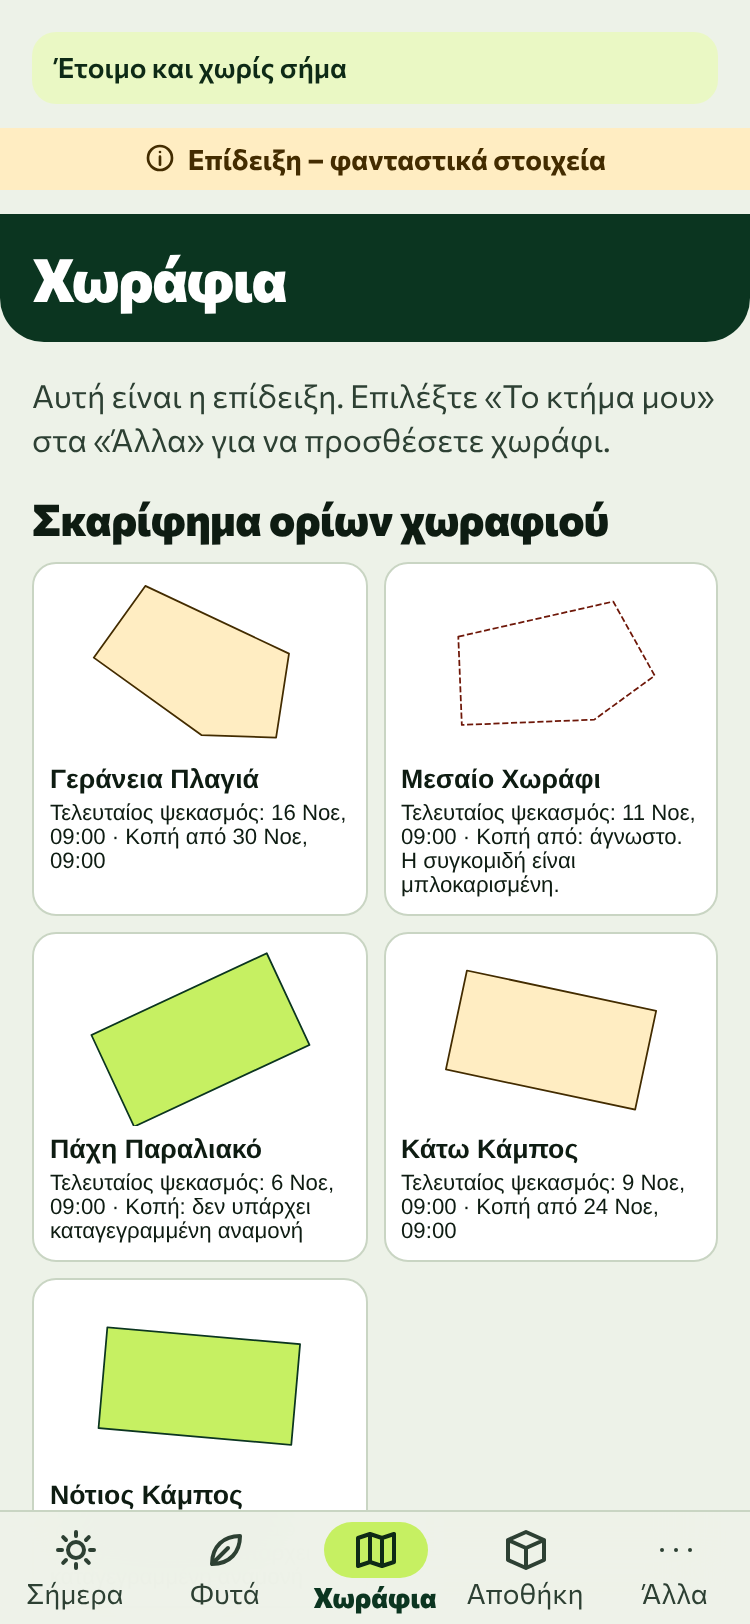 Έτοιμο και χωρίς σήμα
Επίδειξη – φανταστικά στοιχεία
Χωράφια
Αυτή είναι η επίδειξη. Επιλέξτε «Το κτήμα μου»
στα «Άλλα» για να προσθέσετε χωράφι.
Σκαρίφημα ορίων χωραφιού
Γεράνεια Πλαγιά
Τελευταίος ψεκασμός: 16 Νοε,
09:00 · Κοπή από 30 Νοε,
09:00
Μεσαίο Χωράφι
Τελευταίος ψεκασμός: 11 Νοε,
09:00 · Κοπή από: άγνωστο.
Η συγκομιδή είναι
μπλοκαρισμένη.
Πάχη Παραλιακό
Τελευταίος ψεκασμός: 6 Νοε,
09:00 · Κοπή: δεν υπάρχει
καταγεγραμμένη αναμονή
Κάτω Κάμπος
Τελευταίος ψεκασμός: 9 Νοε,
09:00 · Κοπή από 24 Νοε,
09:00
Νότιος Κάμπος
Σήμερα
Φυτά
Χωράφια
Αποθήκη
Άλλα